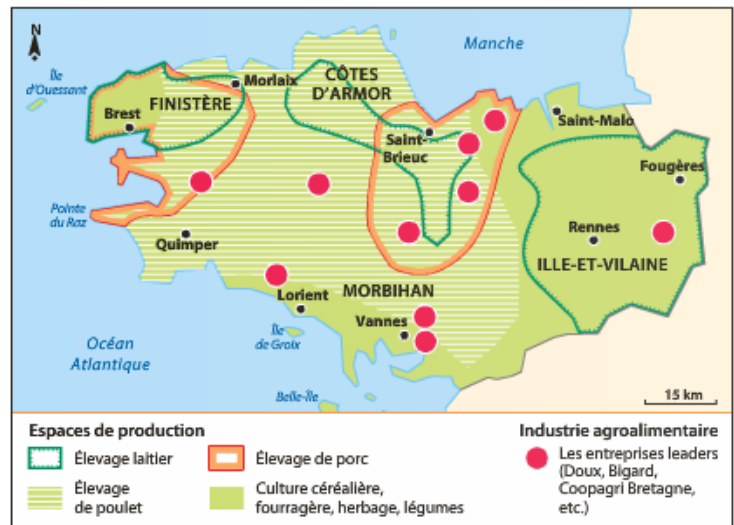 N
Manche
Île
d'Ouessant
Morlaix
CÔTES
D'ARMOR
FINISTÈRE
Brest
Saint-Malo
Saint-
Brieuc
Fougères
Pointe
du Raz
Quimper
Rennes
ILLE-ET-VILAINE
MORBIHAN
Lorient
Vannes
Île
de Groix
Océan
Atlantique
Belle-Île
15 km
Espaces de production
Élevage laitier
Élevage de porc
Élevage
de poulet
Culture céréalière,
fourragère, herbage, légumes
Industrie agroalimentaire
Les entreprises leaders
(Doux, Bigard,
Coopagri Bretagne,
etc.)